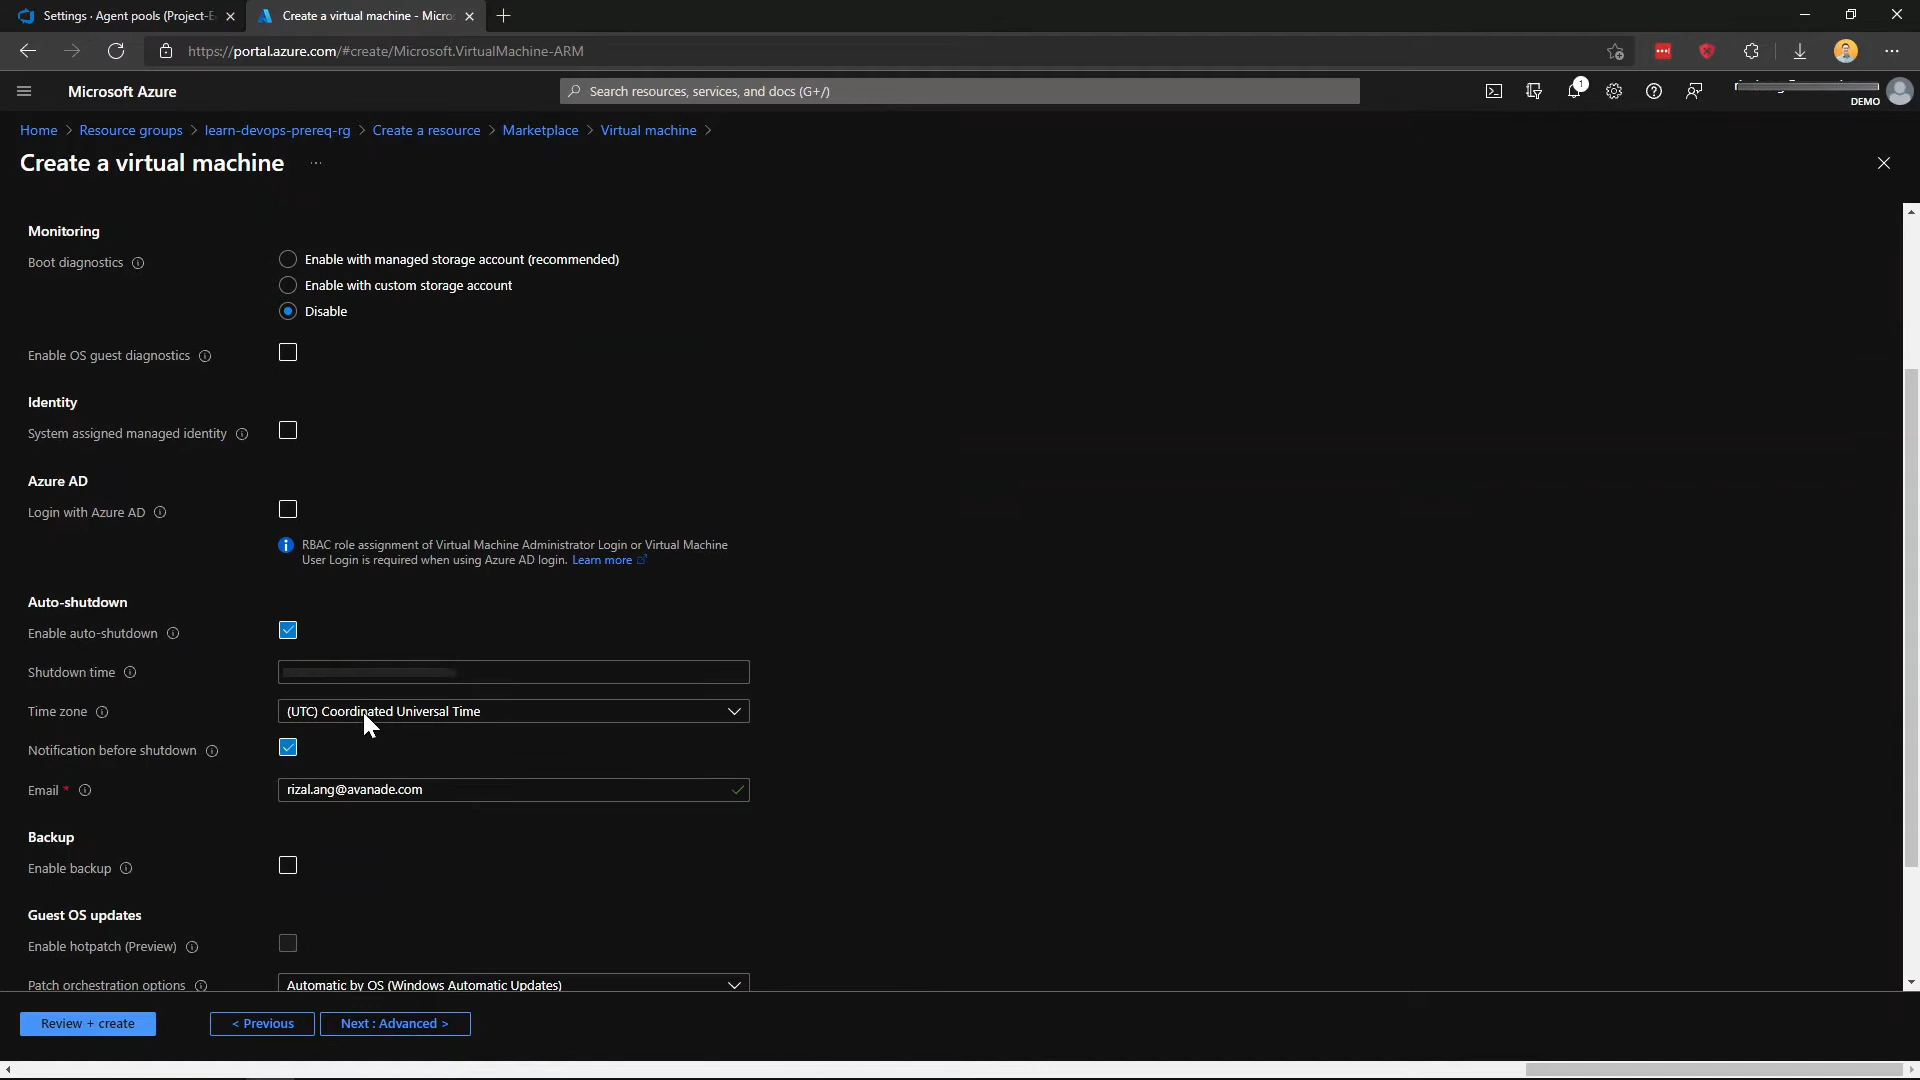 Settings · Agent pools (Project-E
Create a virtual machine - Micros
https://portal.azure.com/#create/Microsoft.VirtualMachine-ARM
Microsoft Azure
Search resources, services, and docs (G+/)
1
DEMO
Home > Resource groups > learn-devops-prereq-rg > Create a resource > Marketplace > Virtual machine >
Create a virtual machine ...
Monitoring
Boot diagnostics
Enable with managed storage account (recommended)
Enable with custom storage account
Disable
Enable OS guest diagnostics
Identity
System assigned managed identity
Azure AD
Login with Azure AD
RBAC role assignment of Virtual Machine Administrator Login or Virtual Machine
User Login is required when using Azure AD login. Learn more
Auto-shutdown
Enable auto-shutdown
Shutdown time
Time zone
(UTC) Coordinated Universal Time
Notification before shutdown
Email *
rizal.ang@avanade.com
Backup
Enable backup
Guest OS updates
Enable hotpatch (Preview)
Patch orchestration options
Automatic by OS (Windows Automatic Updates)
Review + create
< Previous
Next : Advanced >